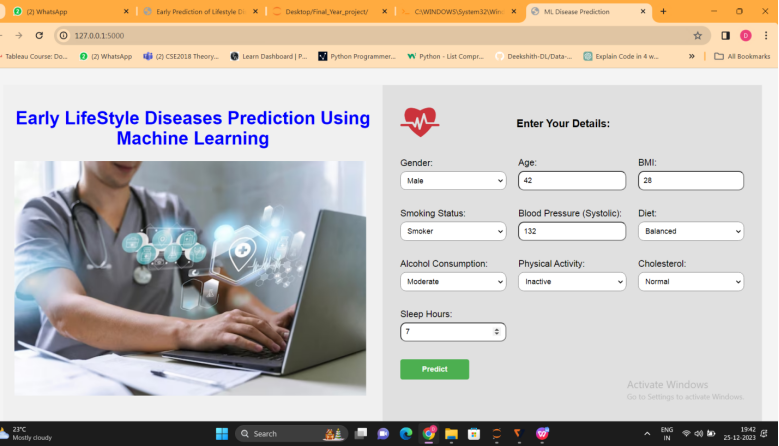 (2) WhatsApp
Early Prediction of Lifestyle Di
Desktop/Final_Year_project/
C:\WINDOWS\System32\Wind
ML Disease Prediction
127.0.0.1:5000
Tableau Course: Do...
(2) WhatsApp
(2) CSE2018 Theory...
Learn Dashboard | P...
Python Programmer...
Python - List Compr...
Deekshith-DL/Data-...
Explain Code in 4 w...
All Bookmarks
Early LifeStyle Diseases Prediction Using
Machine Learning
Enter Your Details:
Gender:
Age:
BMI:
Male
42
28
Smoking Status:
Blood Pressure (Systolic):
Diet:
Smoker
132
Balanced
Alcohol Consumption:
Physical Activity:
Cholesterol:
Moderate
Inactive
Normal
Sleep Hours:
7
Predict
Activate Windows
Go to Settings to activate Windows.
23°C
Mostly cloudy
Search
ENG
IN
19:42
25-12-2023